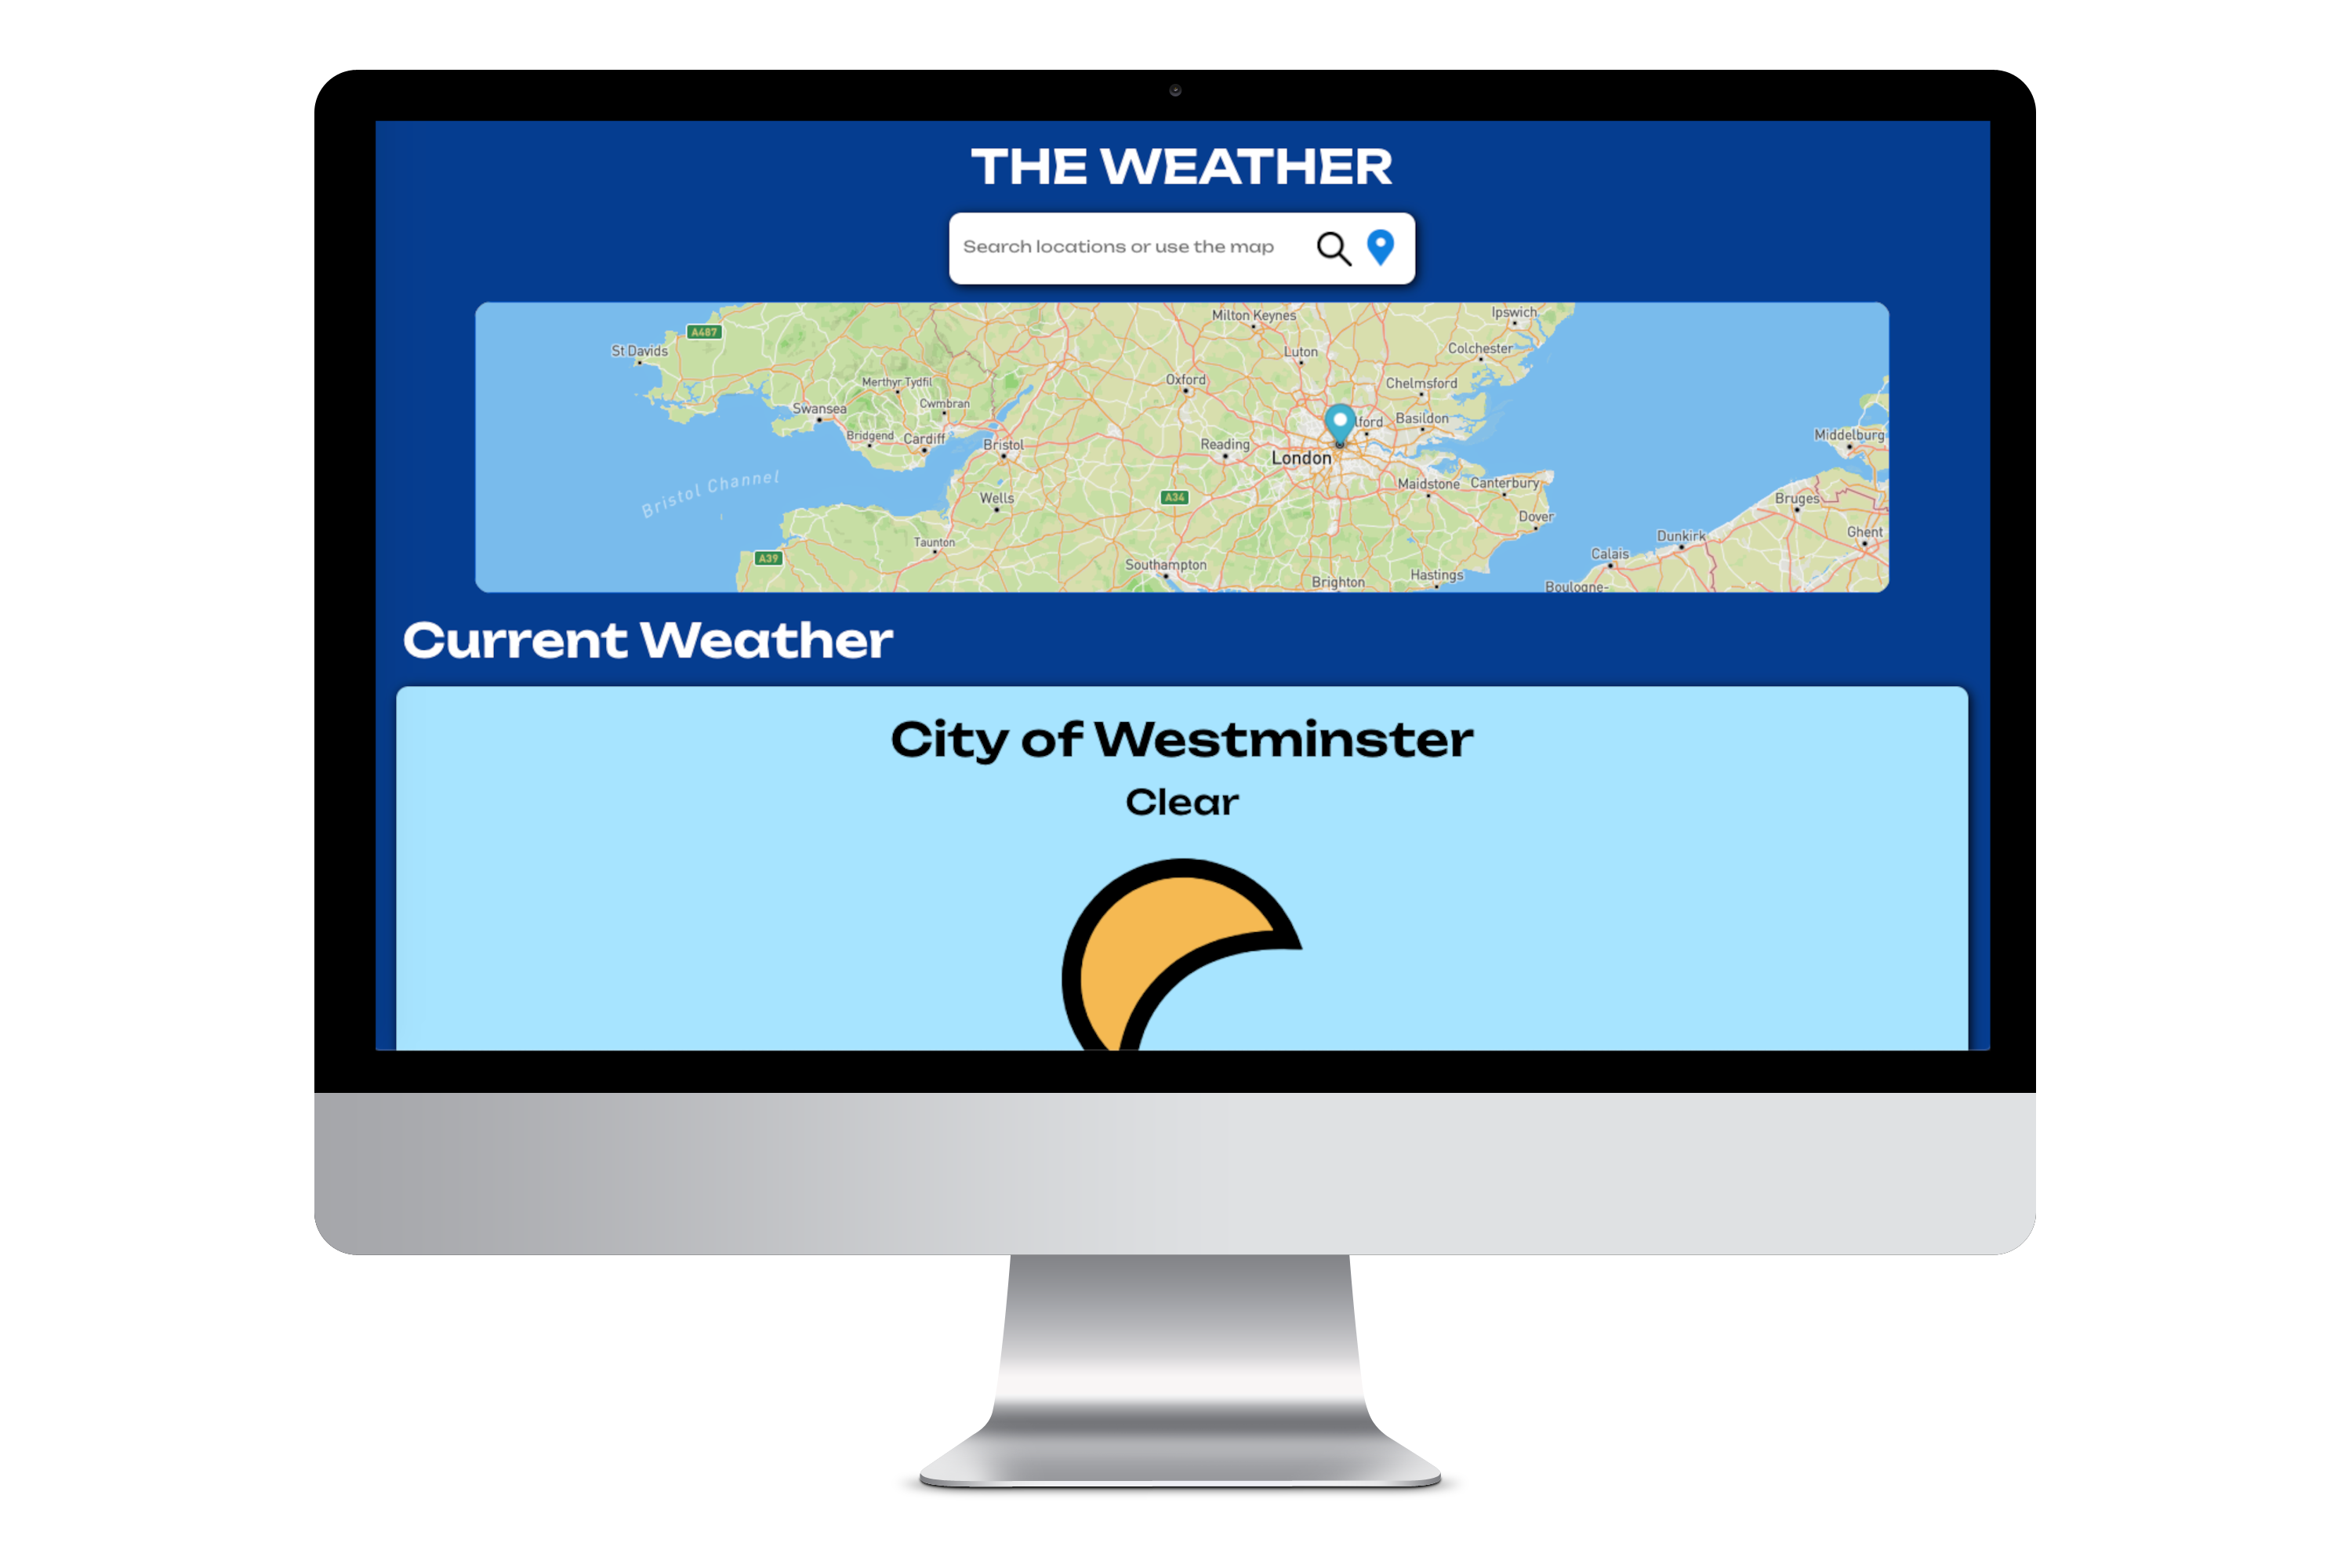 THE WEATHER
Search locations or use the map
Milton Keynes
Ipswich
A487
St Davids
Luton
Colchester
Oxford
Merthyr Tydfil
Chelmsford
Swansea
Cwmbran
Ilford
Basildon
Bridgend
Cardiff
Bristol
Reading
Middelburg
London
Bristol Channel
Wells
A34
Maidstone
Canterbury
Bruges
Dover
Taunton
Dunkirk
Ghent
A39
Calais
Southampton
Brighton
Hastings
Boulogne-
Current Weather
City of Westminster
Clear